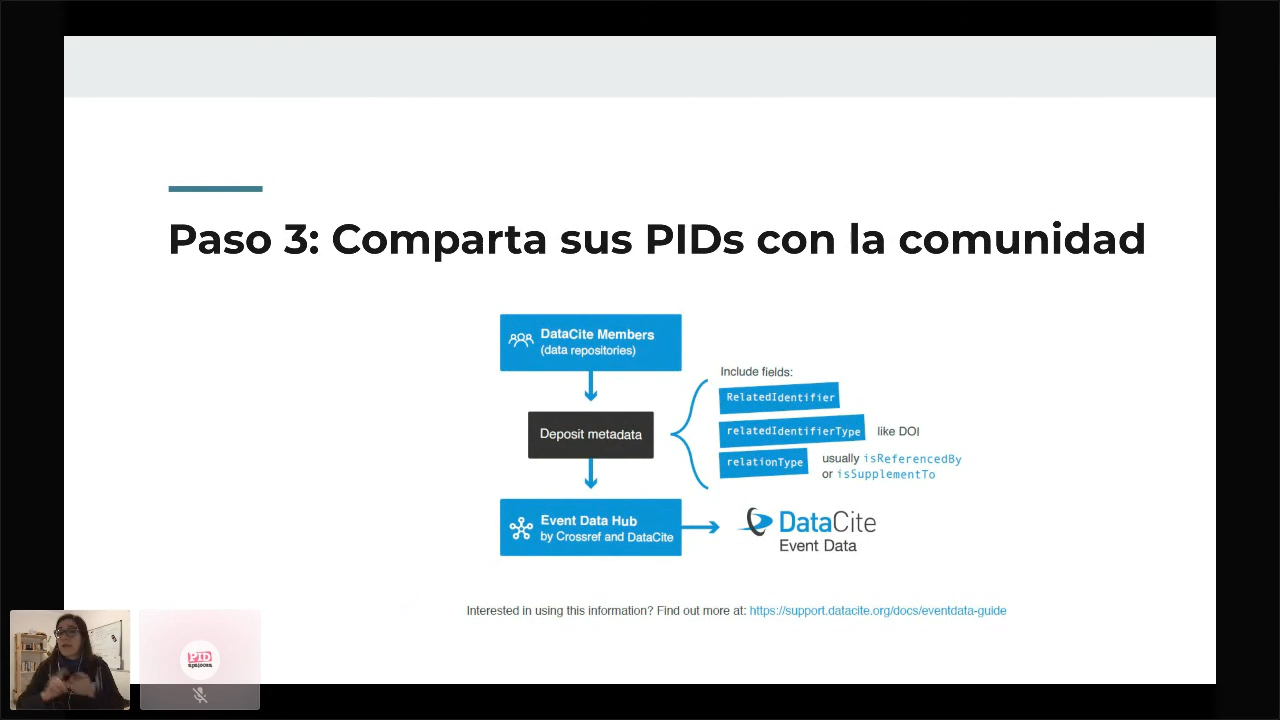 Paso 3: Comparta sus PIDs con la comunidad
DataCite Members
(data repositories)
Include fields:
RelatedIdentifier
Deposit metadata
relatedIdentifierType like DOI
relationType usually isReferencedBy
or isSupplementTo
Event Data Hub
by Crossref and DataCite
DataCite
Event Data
Interested in using this information? Find out more at: https://support.datacite.org/docs/eventdata-guide
PID
apalooza